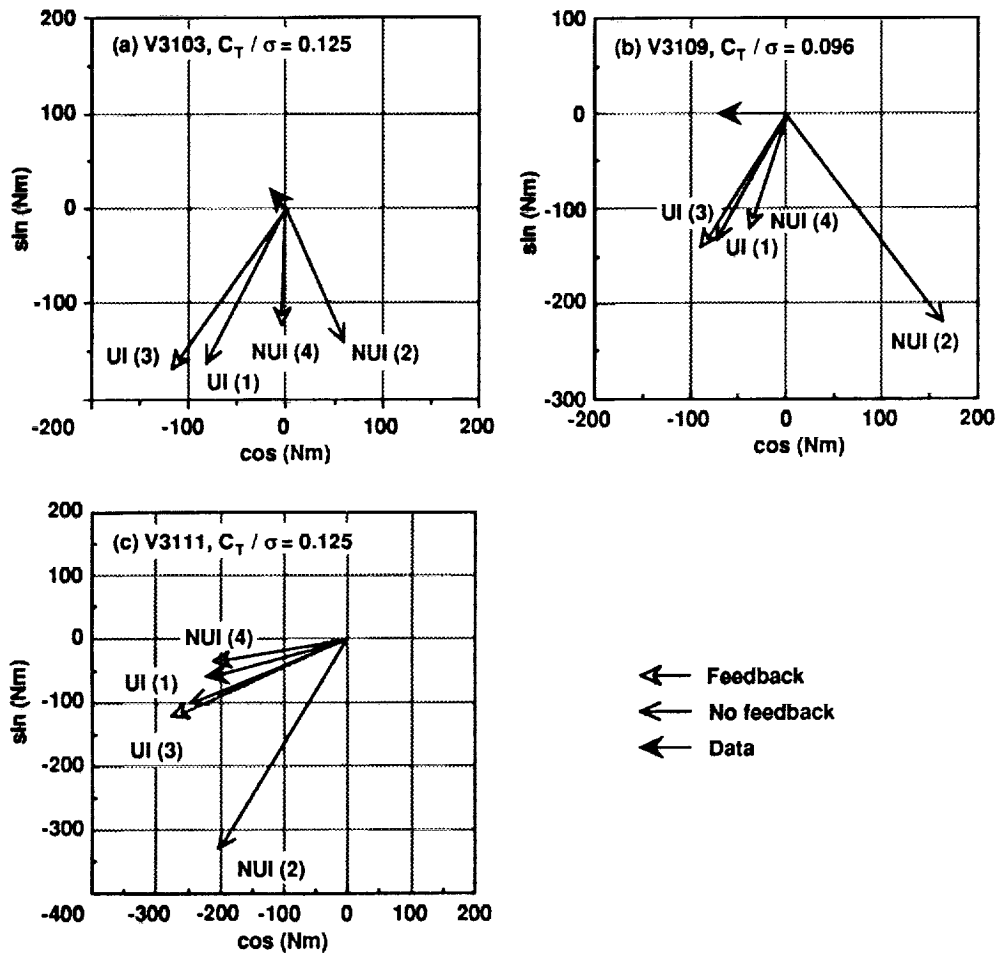 (a) V3103, C_T / σ = 0.125
200
100
0
-100
sin (Nm)
UI (3)
UI (1)
NUI (4)
NUI (2)
-200
-100
0
100
200
cos (Nm)
(b) V3109, C_T / σ = 0.096
100
0
-100
-200
-300
sin (Nm)
UI (3)
UI (1)
NUI (4)
NUI (2)
-200
-100
0
100
200
cos (Nm)
(c) V3111, C_T / σ = 0.125
200
100
0
-100
-200
-300
-400
sin (Nm)
NUI (4)
UI (1)
UI (3)
NUI (2)
-400
-300
-200
-100
0
100
200
cos (Nm)
Feedback
No feedback
Data